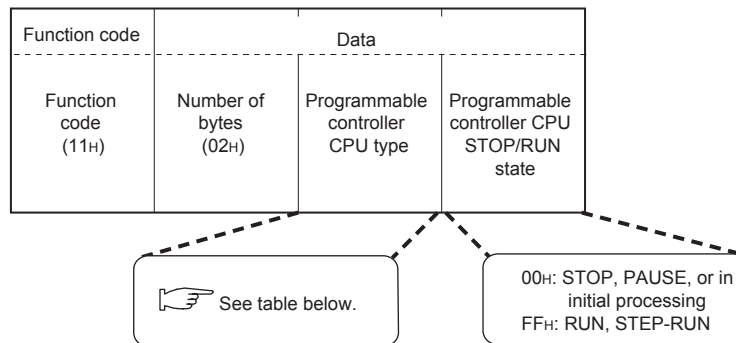 Function code
Data
Function
code
(11H)
Number of
bytes
(02H)
Programmable
controller
CPU type
Programmable
controller CPU
STOP/RUN
state
See table below.
00H: STOP, PAUSE, or in
initial processing
FFH: RUN, STEP-RUN